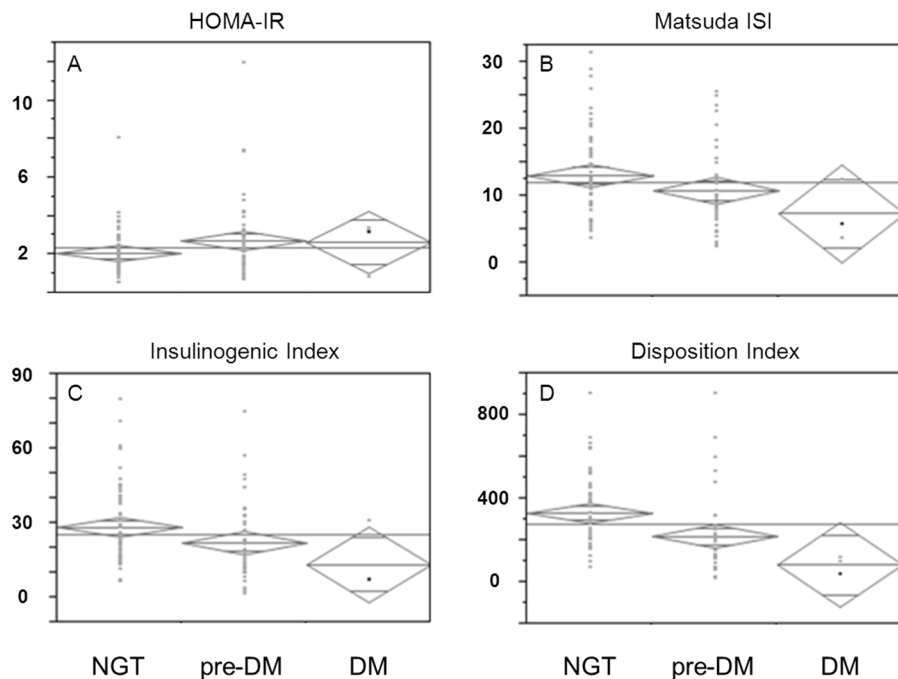 HOMA-IR
A
10
6
2
Matsuda ISI
B
30
20
10
0
Insulinogenic Index
C
90
60
30
0
Disposition Index
D
800
400
0
NGT pre-DM DM
NGT pre-DM DM